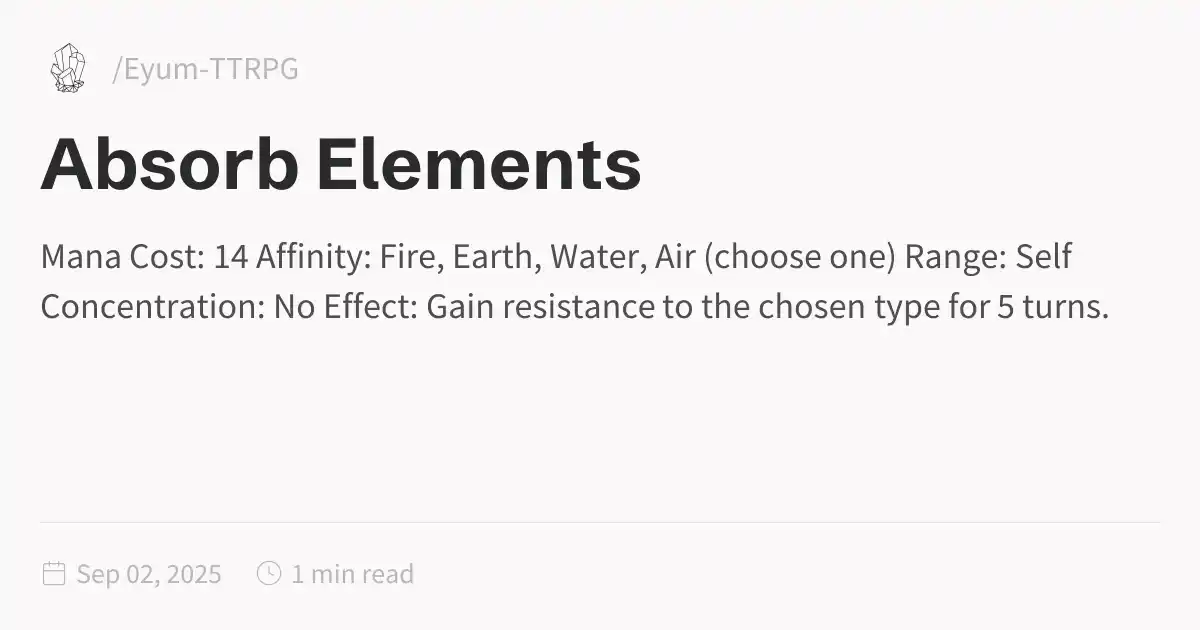 /Eyum-TTRPG
Absorb Elements
Mana Cost: 14 Affinity: Fire, Earth, Water, Air (choose one) Range: Self
Concentration: No Effect: Gain resistance to the chosen type for 5 turns.
Sep 02, 2025 1 min read